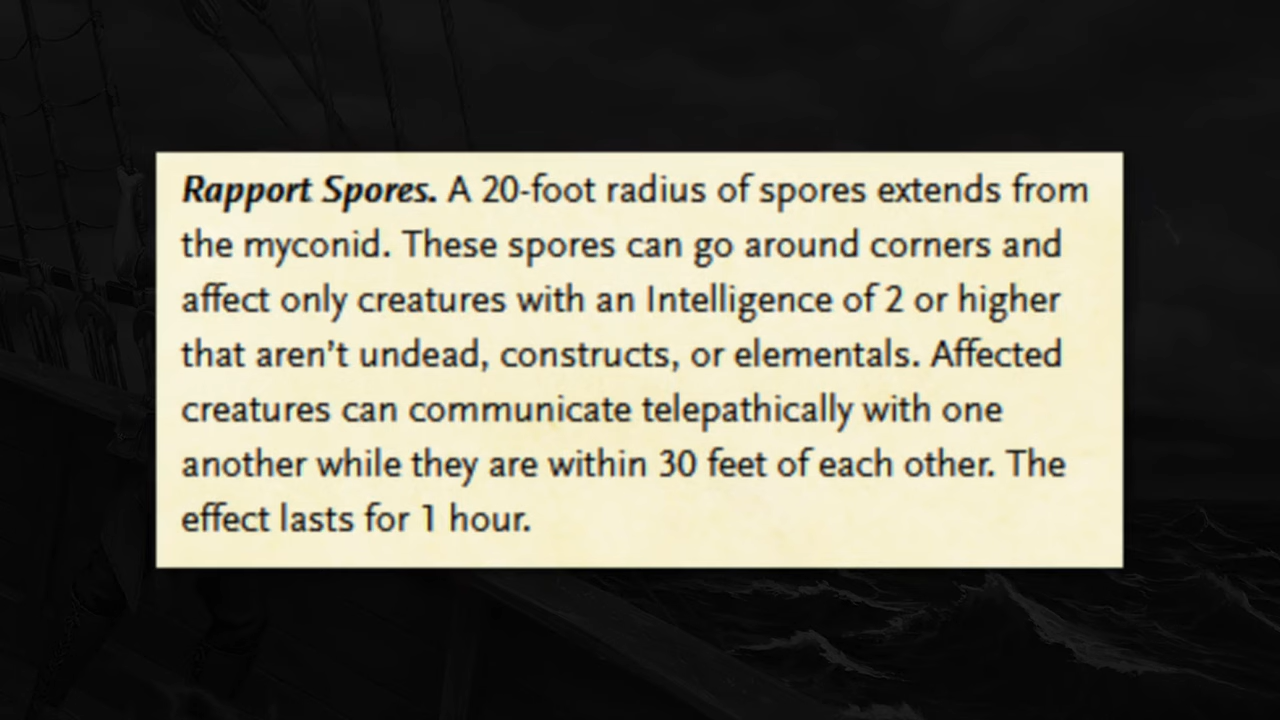 Rapport Spores. A 20-foot radius of spores extends from
the myconid. These spores can go around corners and
affect only creatures with an Intelligence of 2 or higher
that aren’t undead, constructs, or elementals. Affected
creatures can communicate telepathically with one
another while they are within 30 feet of each other. The
effect lasts for 1 hour.